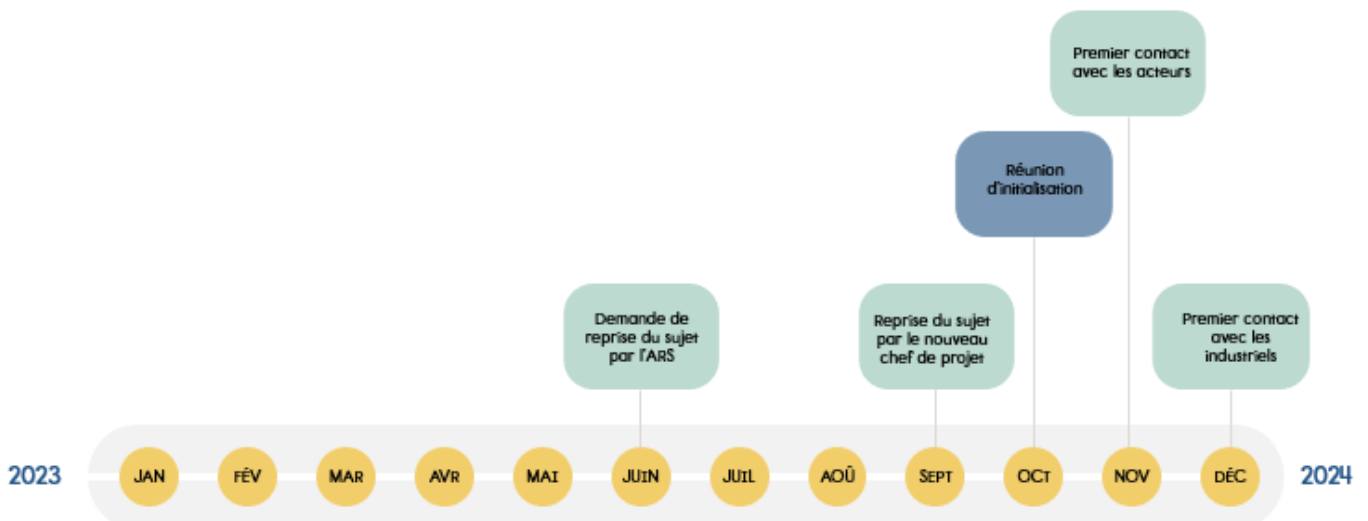 Premier contact
avec les acteurs
Réunion
d'initialisation
Demande de
reprise du sujet
par l'ARS
Reprise du sujet
par le nouveau
chef de projet
Premier contact
avec les
industriels
2023
JAN
FÉV
MAR
AVR
MAI
JUIN
JUIL
AOÛ
SEPT
OCT
NOV
DÉC
2024